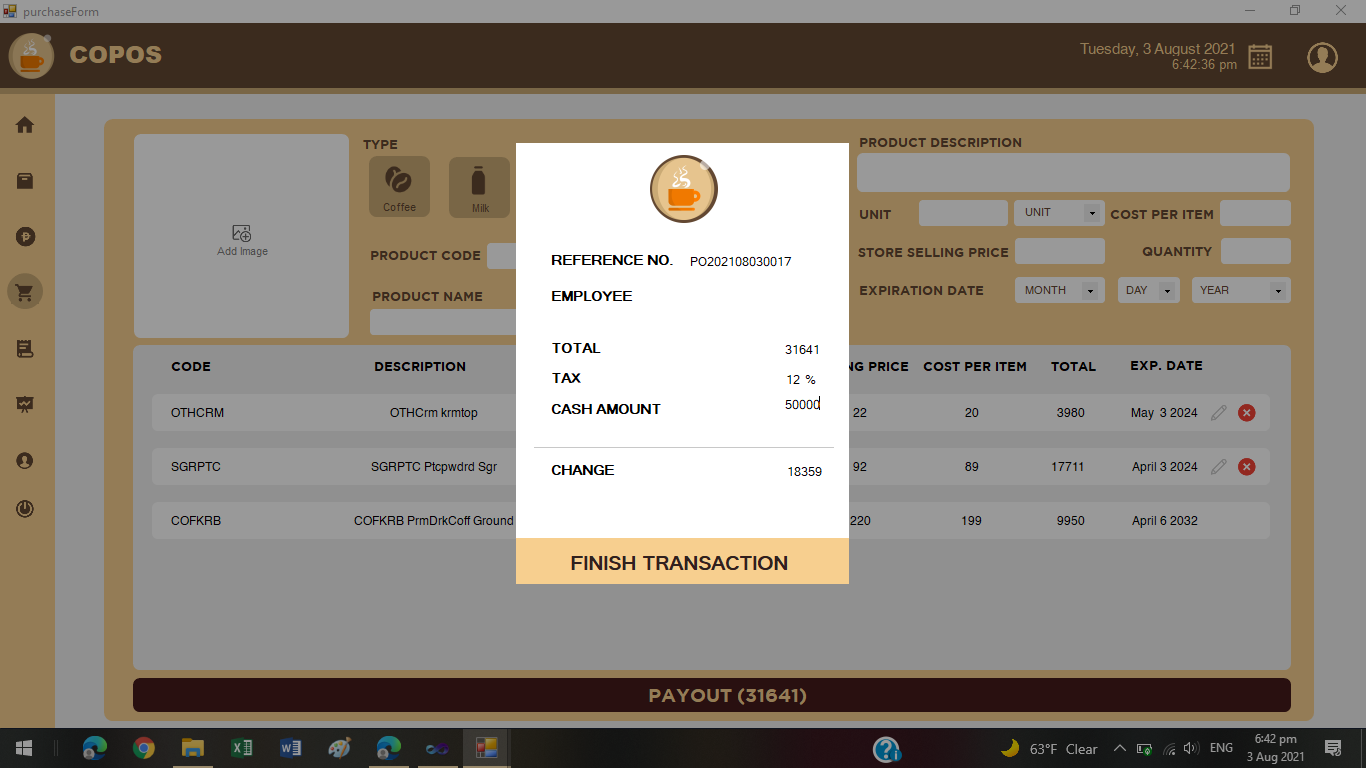 purchaseForm
COPOS
Tuesday, 3 August 2021
6:42:36 pm
TYPE
Coffee
Milk
Add Image
PRODUCT CODE
PRODUCT NAME
PRODUCT DESCRIPTION
UNIT
UNIT
COST PER ITEM
STORE SELLING PRICE
QUANTITY
EXPIRATION DATE
MONTH
DAY
YEAR
REFERENCE NO. PO202108030017
EMPLOYEE
TOTAL 31641
TAX 12 %
CASH AMOUNT 50000
CHANGE 18359
FINISH TRANSACTION
CODE DESCRIPTION NG PRICE COST PER ITEM TOTAL EXP. DATE
OTHCRM OTHCrm krmtop 22 20 3980 May 3 2024
SGRPTC SGRPTC Ptcpwdrd Sgr 92 89 17711 April 3 2024
COFKRB COFKRB PrmDrkCoff Ground 220 199 9950 April 6 2032
PAYOUT (31641)
63°F Clear
ENG
6:42 pm
3 Aug 2021